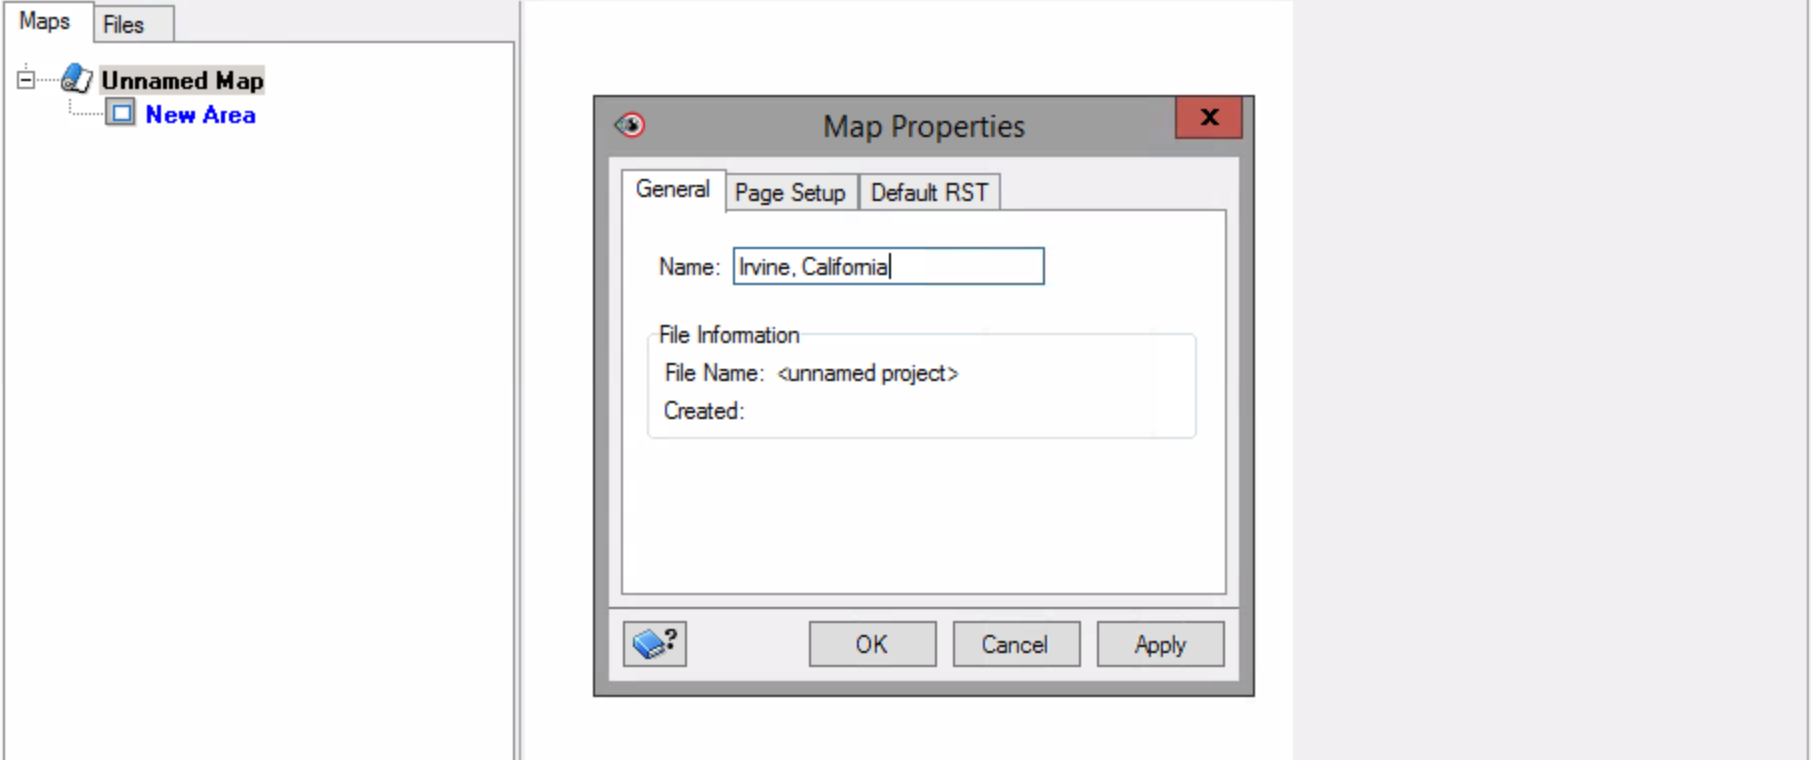 Maps Files
Unnamed Map
New Area
Map Properties
x
General Page Setup Default RST
Name: Irvine, California
File Information
File Name: <unnamed project>
Created:
? OK Cancel Apply